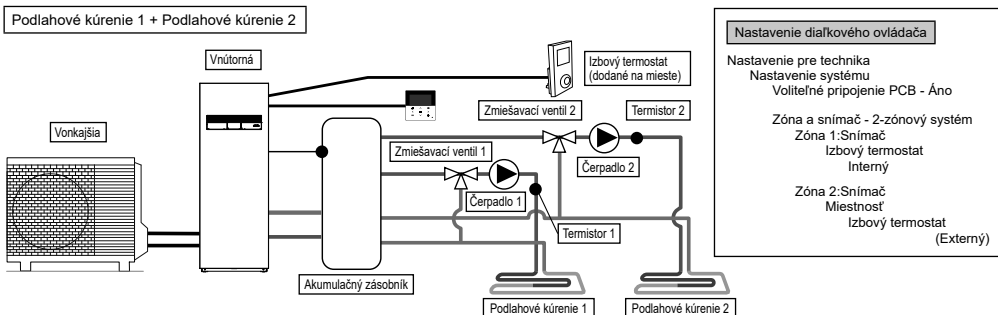 Podlahové kúrenie 1 + Podlahové kúrenie 2
Vnútorná
Vonkajšia
Izbový termostat
(dodané na mieste)
Zmiešavací ventil 2
Termistor 2
Zmiešavací ventil 1
Čerpadlo 2
Čerpadlo 1
Termistor 1
Akumulačný zásobník
Podlahové kúrenie 1
Podlahové kúrenie 2
Nastavenie diaľkového ovládača
Nastavenie pre technika
Nastavenie systému
Voliteľné pripojenie PCB - Áno
Zóna a snímač - 2-zónový systém
Zóna 1:Snímač
Izbový termostat
Interný
Zóna 2:Snímač
Miestnosť
Izbový termostat
(Externý)